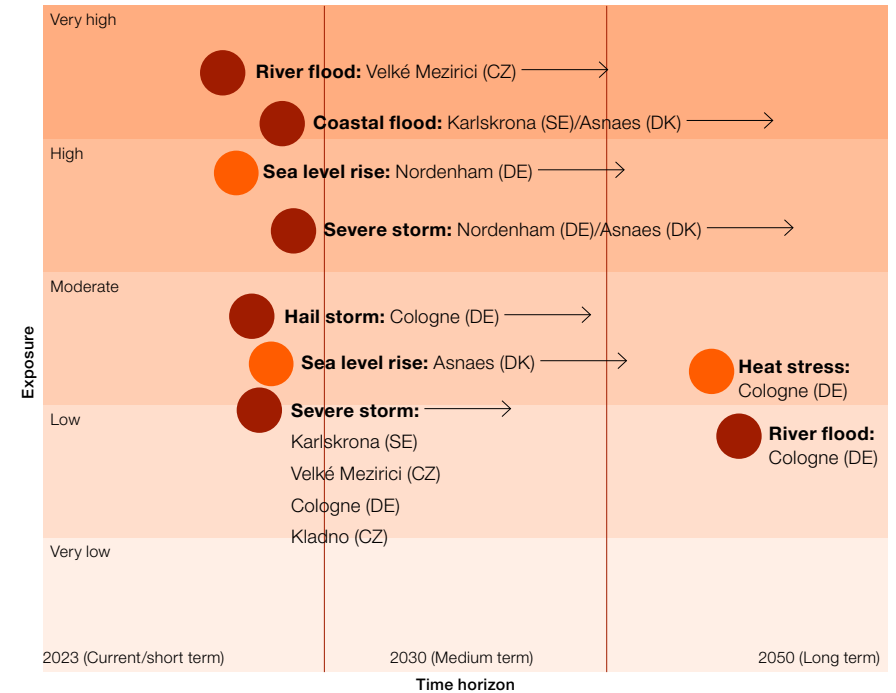 Very high
River flood: Velké Mezirici (CZ)
Coastal flood: Karlskrona (SE)/Asnaes (DK)
High
Sea level rise: Nordenham (DE)
Severe storm: Nordenham (DE)/Asnaes (DK)
Moderate
Hail storm: Cologne (DE)
Sea level rise: Asnaes (DK)
Heat stress:
Cologne (DE)
Exposure
Severe storm:
Low
Karlskrona (SE)
Velké Mezirici (CZ)
Cologne (DE)
Kladno (CZ)
River flood:
Cologne (DE)
Very low
2023 (Current/short term)
2030 (Medium term)
2050 (Long term)
Time horizon